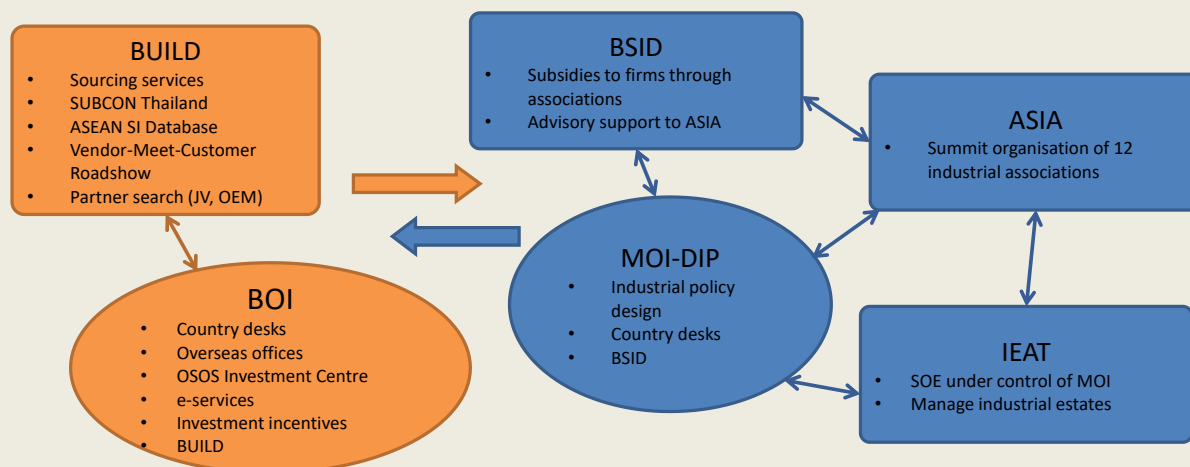 BUILD
• Sourcing services
• SUBCON Thailand
• ASEAN SI Database
• Vendor-Meet-Customer
Roadshow
• Partner search (JV, OEM)
BOI
• Country desks
• Overseas offices
• OSOS Investment Centre
• e-services
• Investment incentives
• BUILD
BSID
• Subsidies to firms through
associations
• Advisory support to ASIA
MOI-DIP
• Industrial policy
design
• Country desks
• BSID
ASIA
• Summit organisation of 12
industrial associations
IEAT
• SOE under control of MOI
• Manage industrial estates